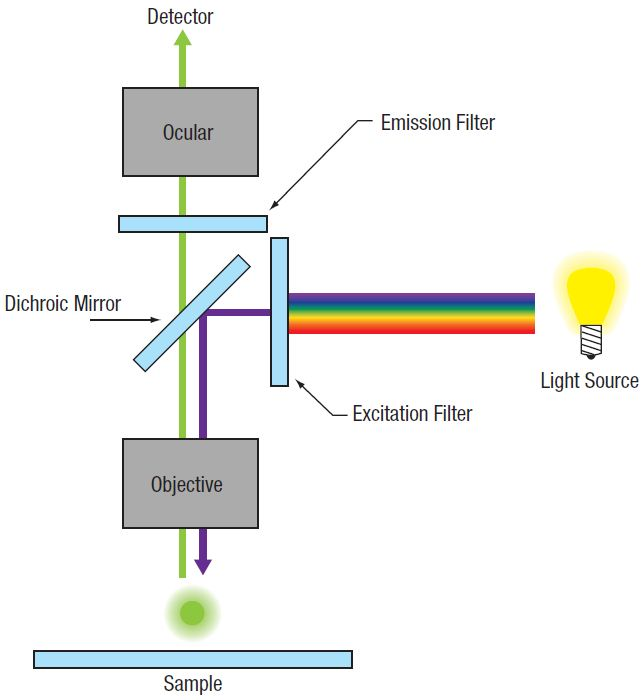 Detector
Ocular
Emission Filter
Dichroic Mirror
Light Source
Excitation Filter
Objective
Sample